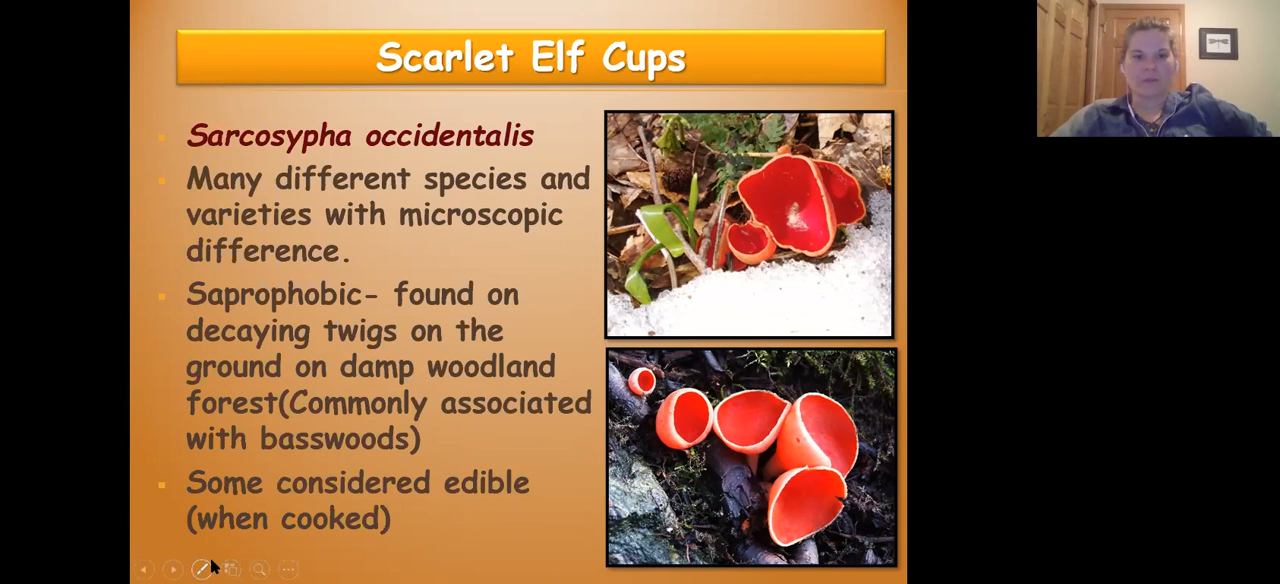 Scarlet Elf Cups
Sarcosypha occidentalis
Many different species and
varieties with microscopic
difference.
Saprophobic- found on
decaying twigs on the
ground on damp woodland
forest(Commonly associated
with basswoods)
Some considered edible
(when cooked)